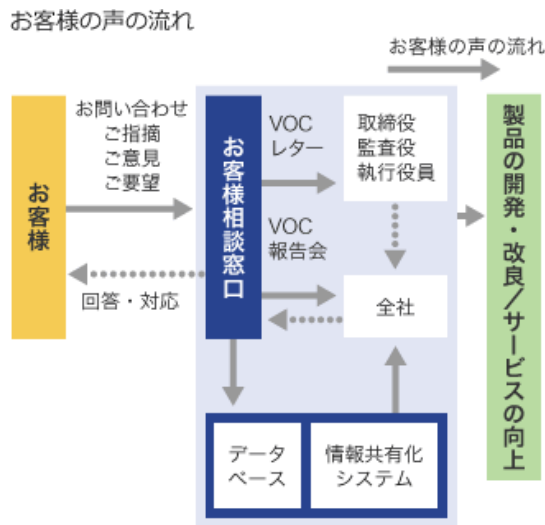 お客様の声の流れ
お客様の声の流れ
お客様
お問い合わせ
ご指摘
ご意見
ご要望
回答・対応
お客様相談窓口
VOC
レター
VOC
報告会
取締役
監査役
執行役員
全社
データ
ベース
情報共有化
システム
製品の開発・改良／サービスの向上